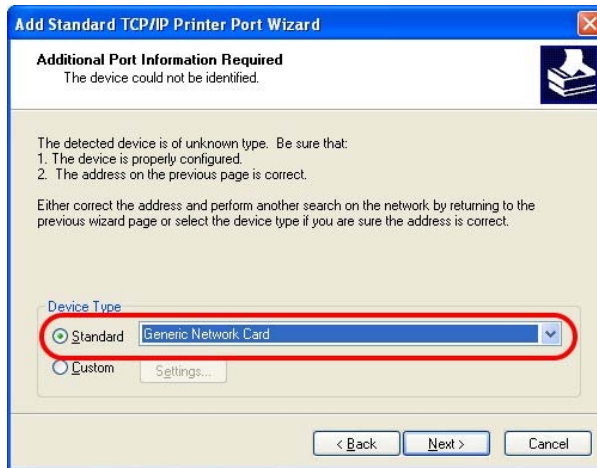 Add Standard TCP/IP Printer Port Wizard
Additional Port Information Required
The device could not be identified.
The detected device is of unknown type.  Be sure that:
1. The device is properly configured.
2.  The address on the previous page is correct.
Either correct the address and perform another search on the network by returning to the
previous wizard page or select the device type if you are sure the address is correct.
Device Type
Standard Generic Network Card
Custom Settings...
< Back Next > Cancel